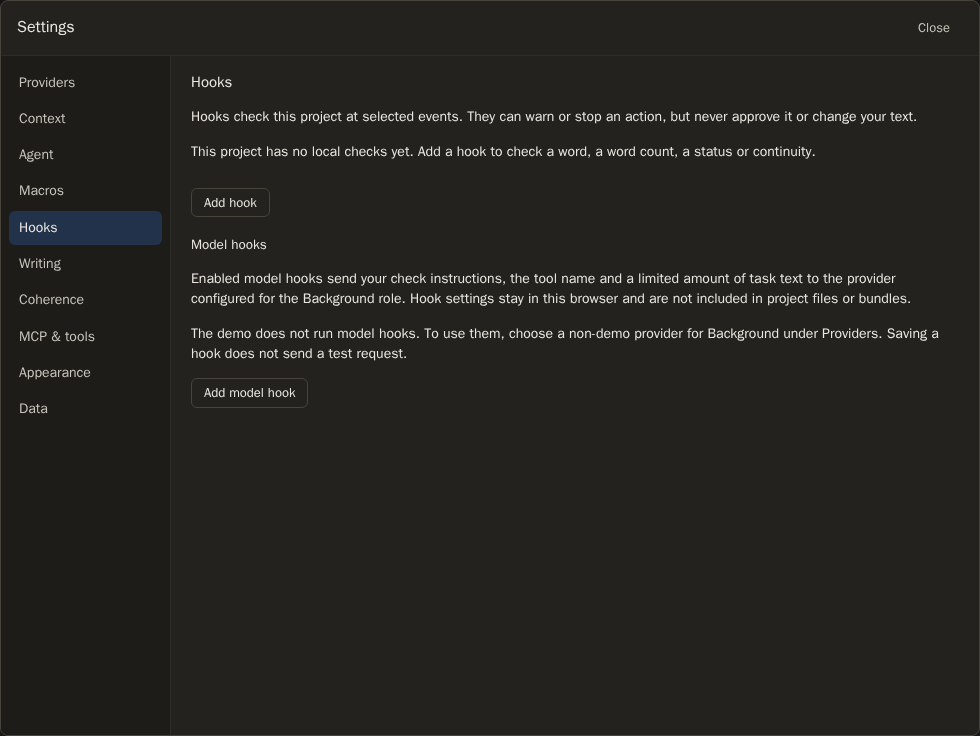 Settings
Close
Providers
Context
Agent
Macros
Hooks
Writing
Coherence
MCP & tools
Appearance
Data
Hooks
Hooks check this project at selected events. They can warn or stop an action, but never approve it or change your text.
This project has no local checks yet. Add a hook to check a word, a word count, a status or continuity.
Add hook
Model hooks
Enabled model hooks send your check instructions, the tool name and a limited amount of task text to the provider
configured for the Background role. Hook settings stay in this browser and are not included in project files or bundles.
The demo does not run model hooks. To use them, choose a non-demo provider for Background under Providers. Saving a
hook does not send a test request.
Add model hook